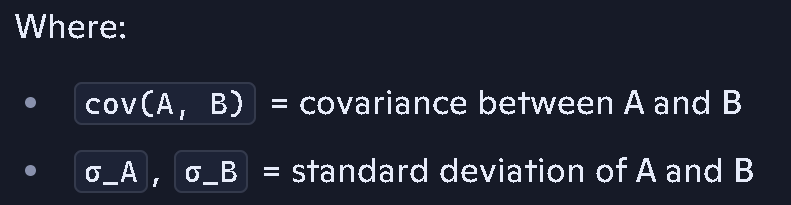 Where:
• cov(A, B) = covariance between A and B
• σ_A, σ_B = standard deviation of A and B